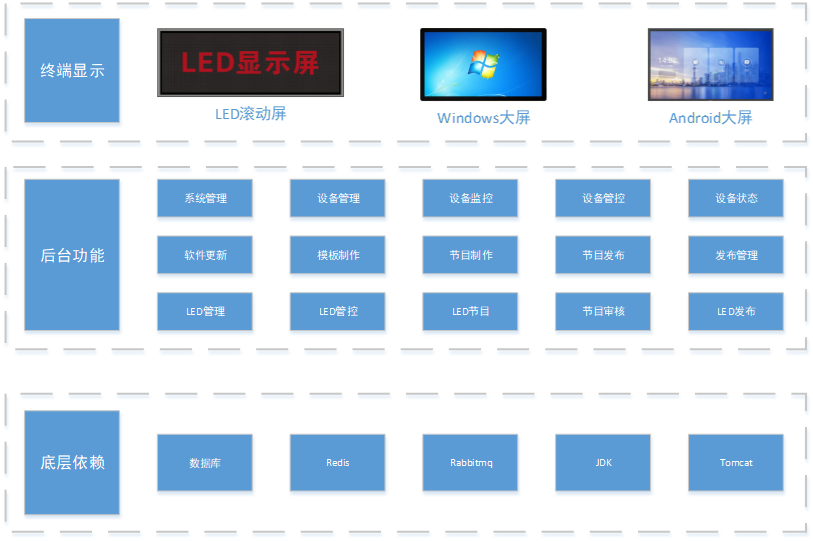 终端显示
LED显示屏
14:08
LED滚动屏
Windows大屏
Android大屏
后台功能
系统管理
设备管理
设备监控
设备管控
设备状态
软件更新
模板制作
节目制作
节目发布
发布管理
LED管理
LED管控
LED节目
节目审核
LED发布
底层依赖
数据库
Redis
Rabbitmq
JDK
Tomcat